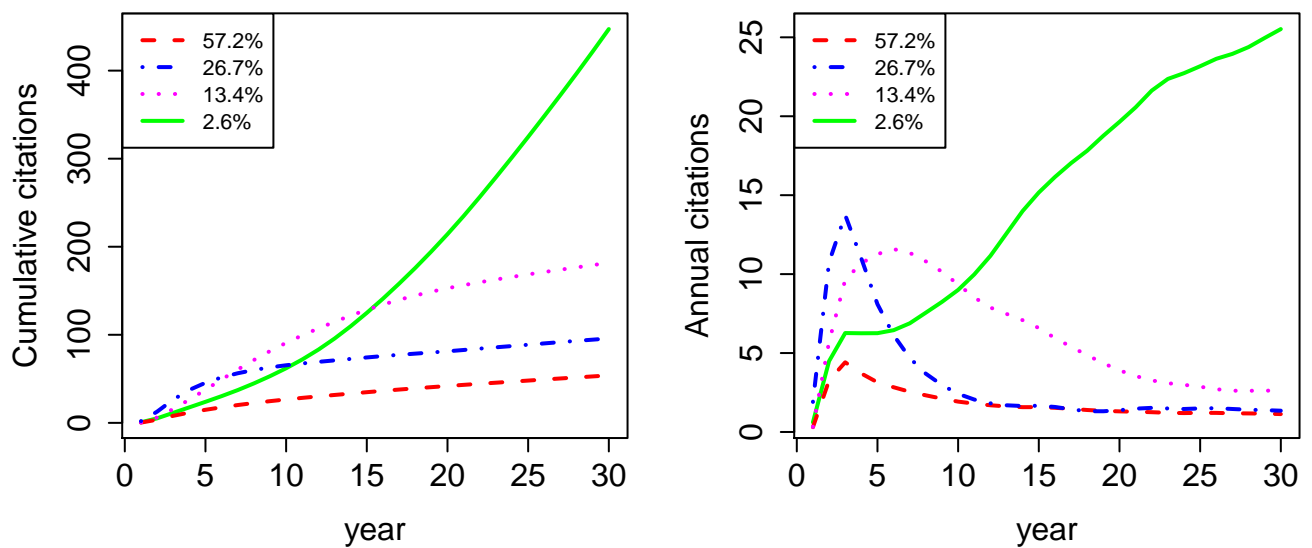 57.2%
26.7%
13.4%
2.6%
Cumulative citations
0 100 200 300 400
0 5 10 15 20 25 30
year
57.2%
26.7%
13.4%
2.6%
Annual citations
0 5 10 15 20 25
0 5 10 15 20 25 30
year